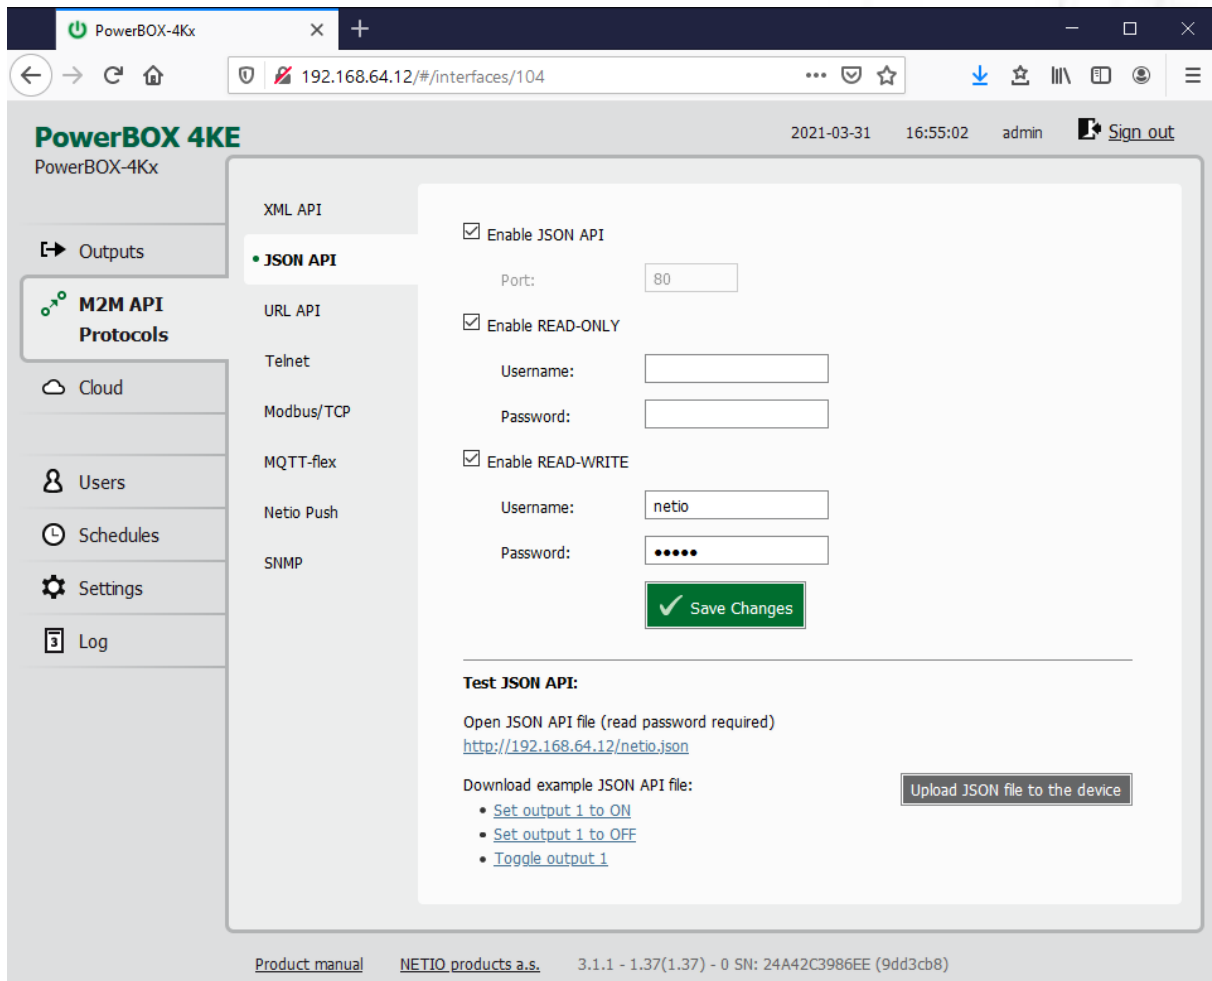 PowerBOX-4Kx
192.168.64.12/#/interfaces/104
PowerBOX 4KE
PowerBOX-4Kx
2021-03-31 16:55:02 admin Sign out
Outputs
M2M API
Protocols
Cloud
Users
Schedules
Settings
3 Log
XML API
JSON API
URL API
Telnet
Modbus/TCP
MQTT-flex
Netio Push
SNMP
Enable JSON API
Port: 80
Enable READ-ONLY
Username:
Password:
Enable READ-WRITE
Username: netio
Password: •••••
Save Changes
Test JSON API:
Open JSON API file (read password required)
http://192.168.64.12/netio.json
Download example JSON API file:
Upload JSON file to the device
• Set output 1 to ON
• Set output 1 to OFF
• Toggle output 1
Product manual NETIO products a.s. 3.1.1 - 1.37(1.37) - 0 SN: 24A42C3986EE (9dd3cb8)